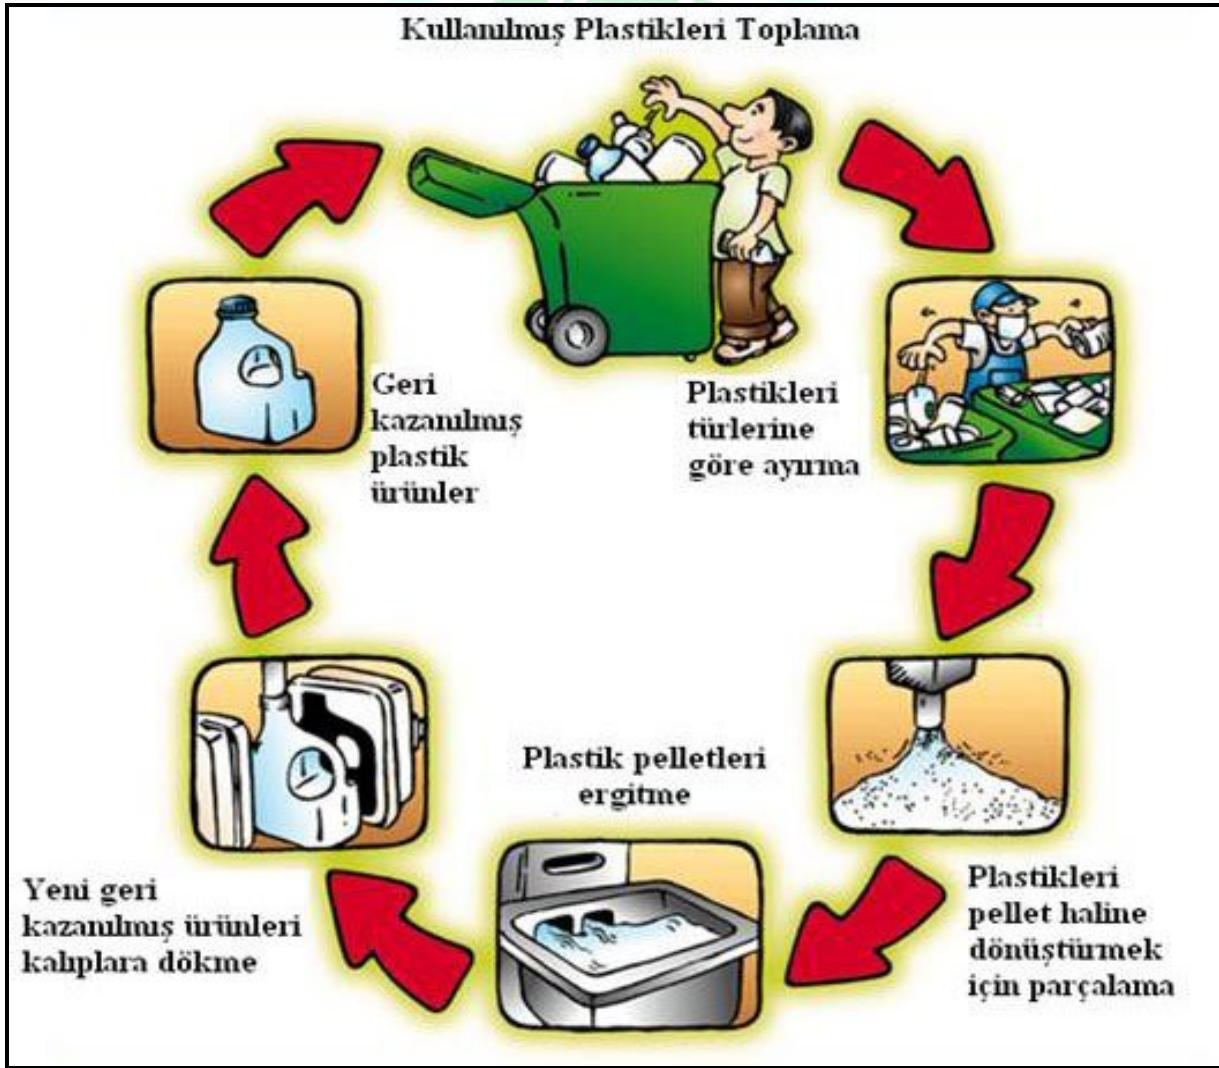 Kullanılmış Plastikleri Toplama
Plastikleri
türlerine
göre ayırma
Plastikleri
pellet haline
dönüştürmek
için parçalama
Plastik pelletleri
ergitme
Yeni geri
kazanılmış ürünleri
kalıplara dökme
Geri
kazanılmış
plastik
ürünler